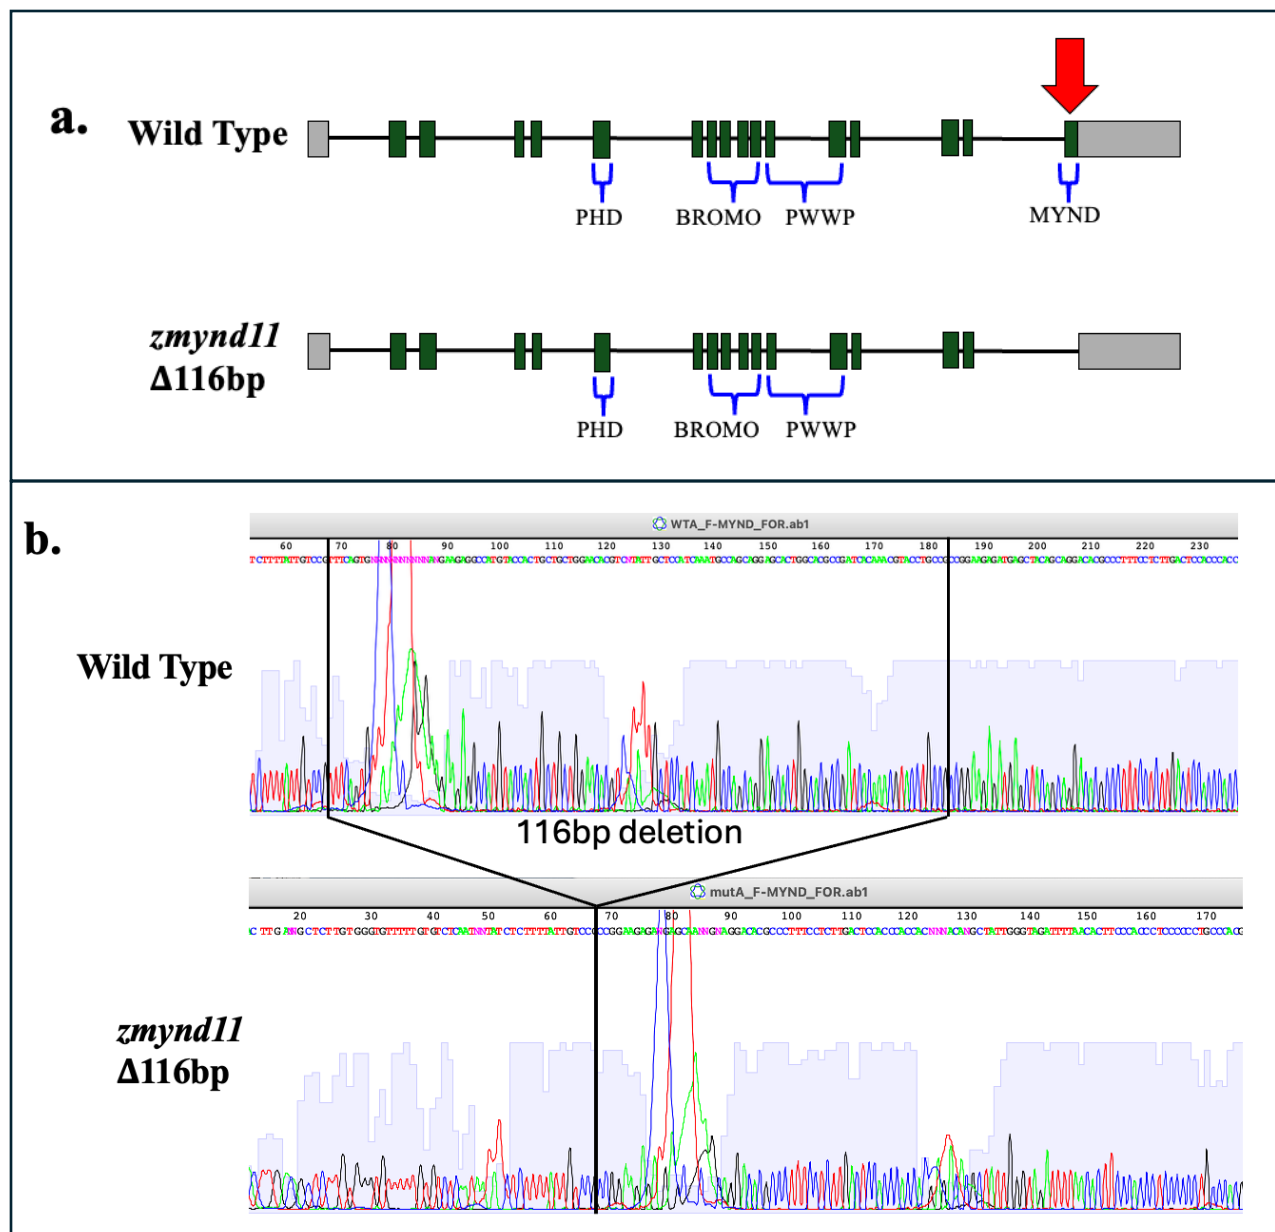 a.
Wild Type
PHD
BROMO
PWWP
MYND
zmynd11
Δ116bp
PHD
BROMO
PWWP
b.
WTA_F-MYND_FOR.ab1
60 70 80 90 100 110 120 130 140 150 160 170 180 190 200 210 220 230
Wild Type
116bp deletion
mutA_F-MYND_FOR.ab1
20 30 40 50 60 70 80 90 100 110 120 130 140 150 160 170
zmynd11
Δ116bp